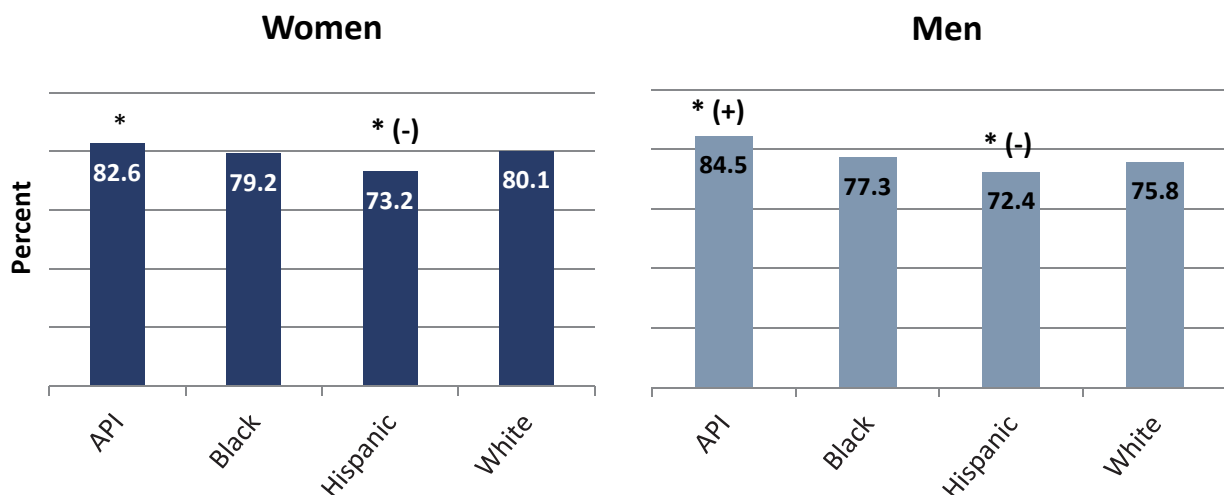 Women
Percent
*
* (-)
82.6
79.2
73.2
80.1
API
Black
Hispanic
White
Men
* (+)
* (-)
84.5
77.3
72.4
75.8
API
Black
Hispanic
White